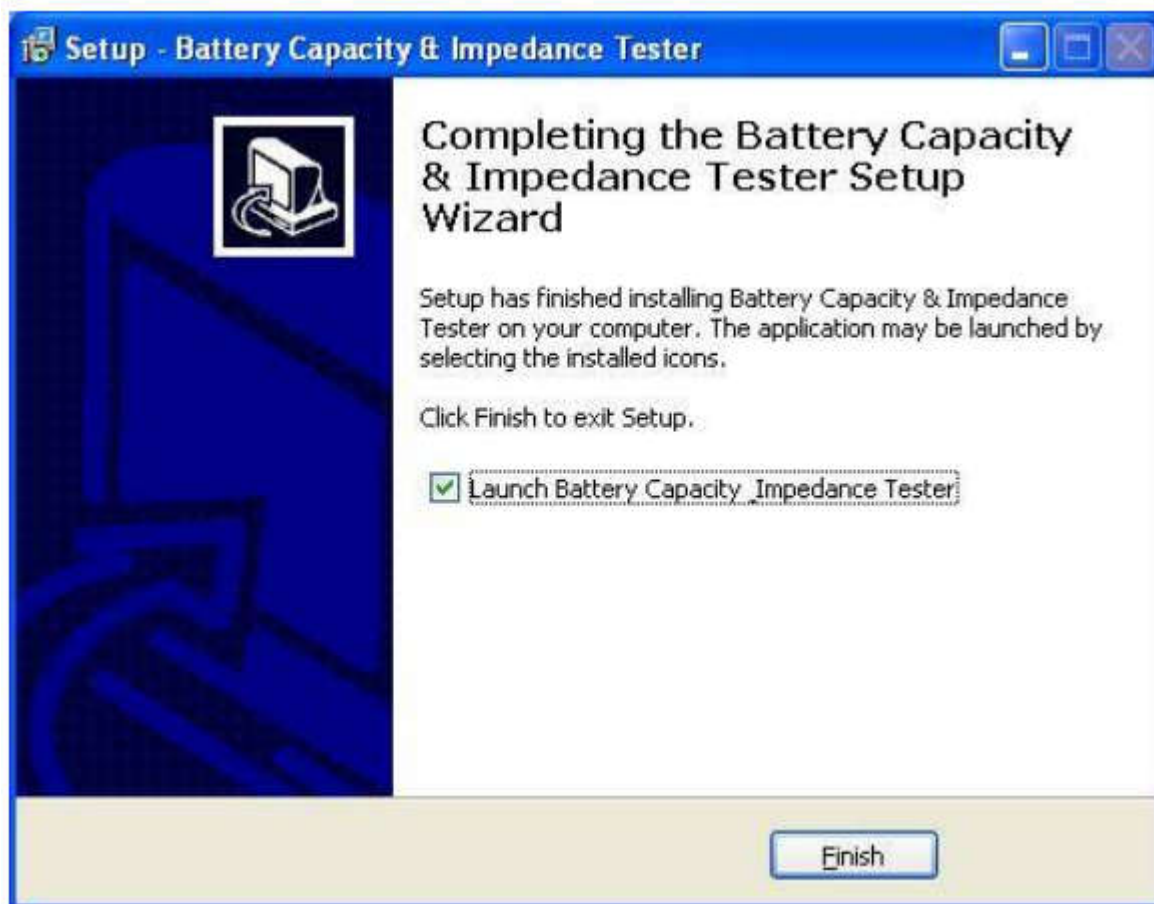 Setup - Battery Capacity & Impedance Tester
Completing the Battery Capacity
& Impedance Tester Setup
Wizard
Setup has finished installing Battery Capacity & Impedance
Tester on your computer. The application may be launched by
selecting the installed icons.
Click Finish to exit Setup.
Launch Battery Capacity _Impedance Tester
Finish